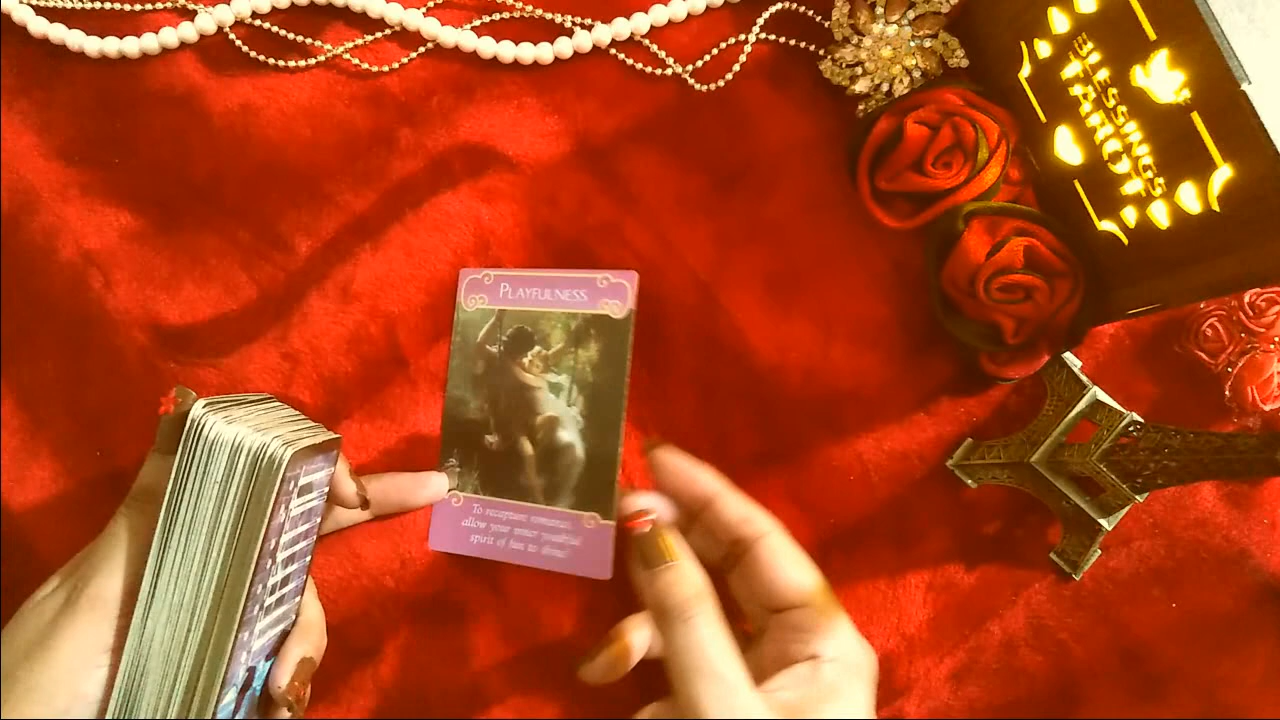 BLESSINGS
TAROT
PLAYFULNESS
To recapture romance,
allow your inner youthful
spirit of fun to shine!